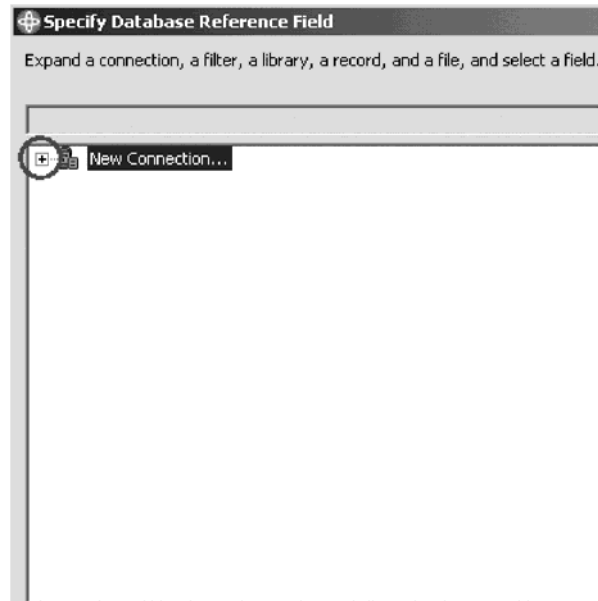 Specify Database Reference Field
Expand a connection, a filter, a library, a record, and a file, and select a field.
New Connection...